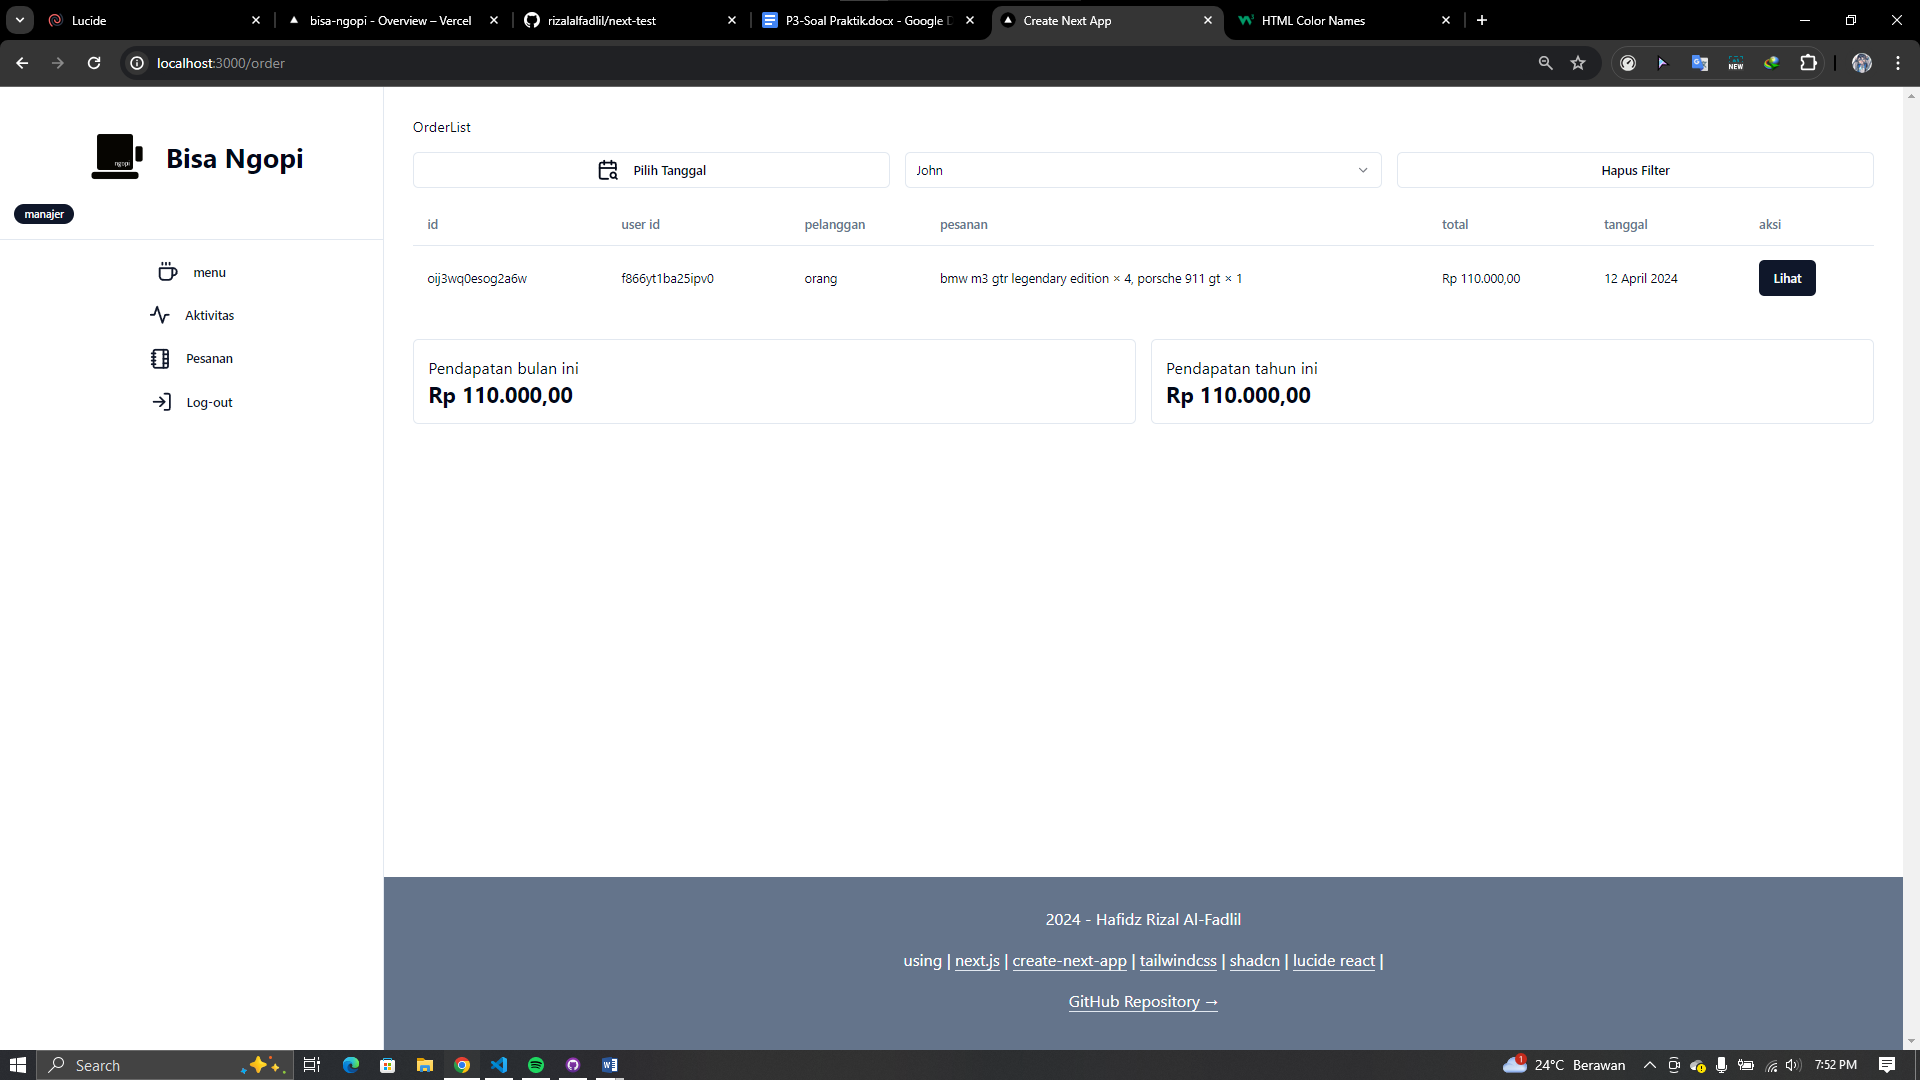 Lucide
bisa-ngopi - Overview – Vercel
rizalalfadlil/next-test
P3-Soal Praktik.docx - Google D
Create Next App
HTML Color Names
localhost:3000/order
NEW
ngopi
Bisa Ngopi
manajer
menu
Aktivitas
Pesanan
Log-out
OrderList
Pilih Tanggal
John
Hapus Filter
id user id pelanggan pesanan total tanggal aksi
oij3wq0esog2a6w f866yt1ba25ipv0 orang bmw m3 gtr legendary edition × 4, porsche 911 gt × 1 Rp 110.000,00 12 April 2024 Lihat
Pendapatan bulan ini
Rp 110.000,00
Pendapatan tahun ini
Rp 110.000,00
2024 - Hafidz Rizal Al-Fadlil
using | next.js | create-next-app | tailwindcss | shadcn | lucide react |
GitHub Repository →
Search
1
24°C Berawan
7:52 PM